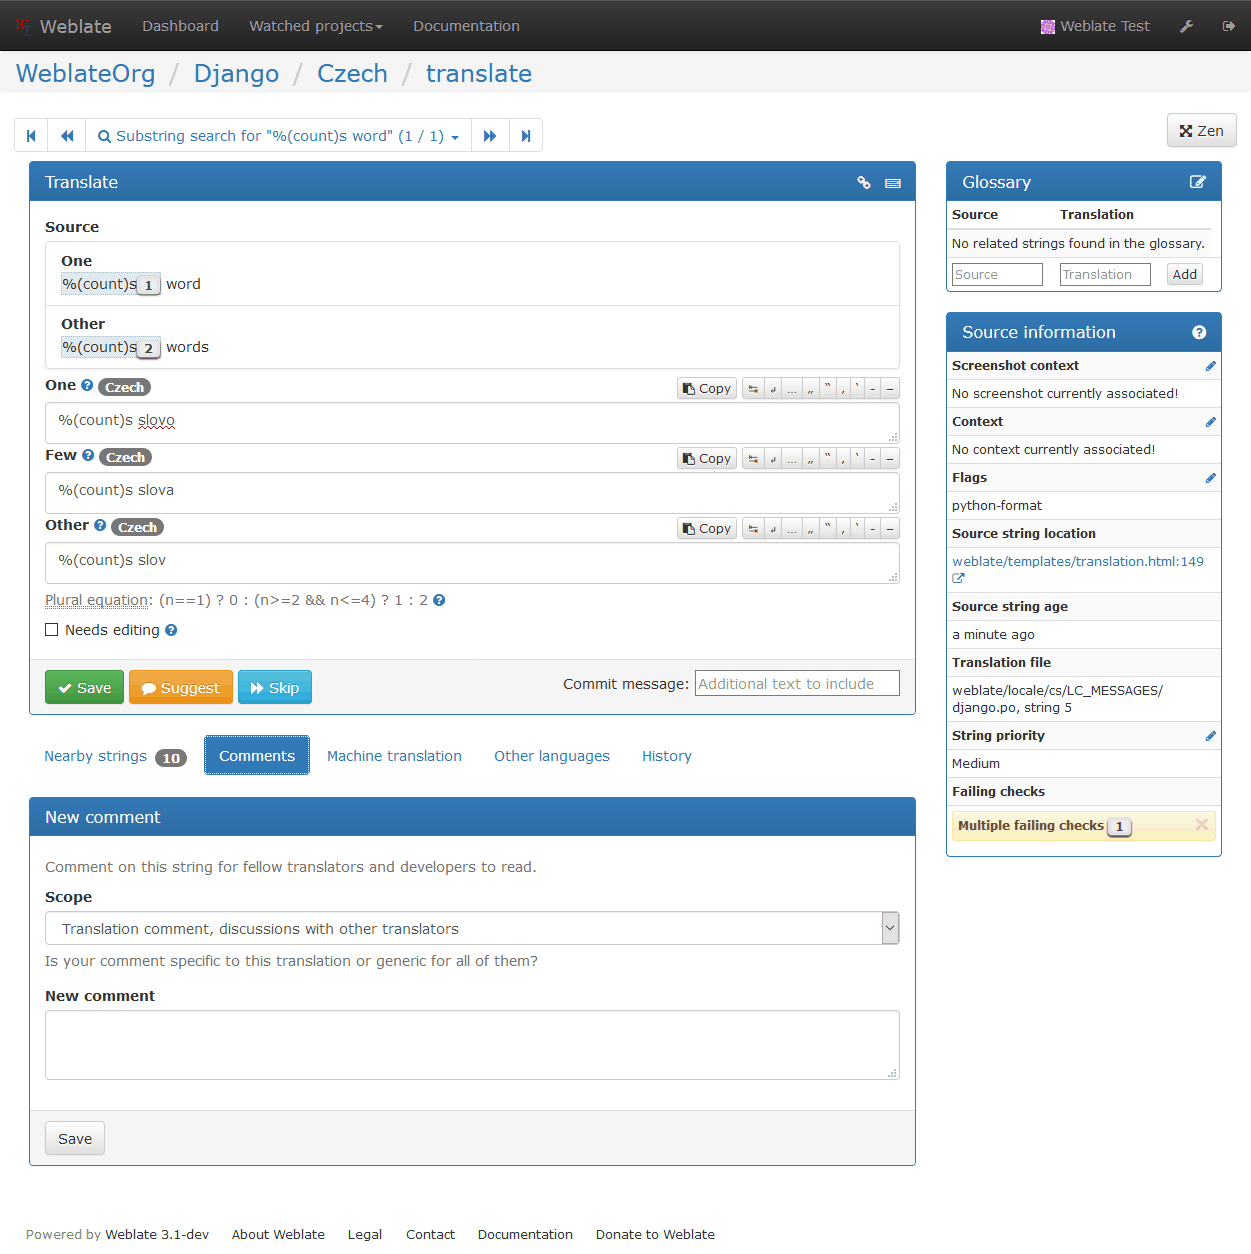 Weblate Dashboard Watched projects Documentation Weblate Test
WeblateOrg / Django / Czech / translate
Substring search for "%(count)s word" (1 / 1)
Zen
Translate
Source
One
%(count)s 1 word
Other
%(count)s 2 words
One Czech Copy ↹ ↲ … „ “ ‚ ‘ - –
%(count)s slovo
Few Czech Copy ↹ ↲ … „ “ ‚ ‘ - –
%(count)s slova
Other Czech Copy ↹ ↲ … „ “ ‚ ‘ - –
%(count)s slov
Plural equation: (n==1) ? 0 : (n>=2 && n<=4) ? 1 : 2
Needs editing
Save Suggest Skip Commit message: Additional text to include
Nearby strings 10 Comments Machine translation Other languages History
New comment
Comment on this string for fellow translators and developers to read.
Scope
Translation comment, discussions with other translators
Is your comment specific to this translation or generic for all of them?
New comment
Save
Glossary
Source Translation
No related strings found in the glossary.
Source Translation Add
Source information
Screenshot context
No screenshot currently associated!
Context
No context currently associated!
Flags
python-format
Source string location
weblate/templates/translation.html:149
Source string age
a minute ago
Translation file
weblate/locale/cs/LC_MESSAGES/
django.po, string 5
String priority
Medium
Failing checks
Multiple failing checks 1
Powered by Weblate 3.1-dev About Weblate Legal Contact Documentation Donate to Weblate